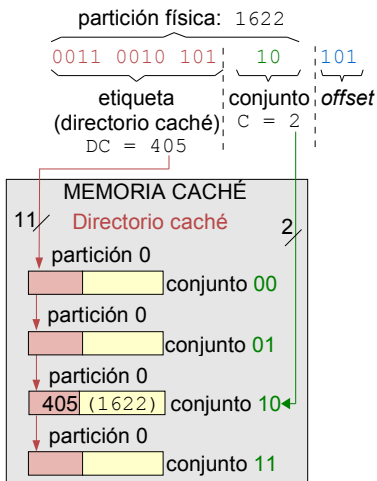 partición física: 1622
0011 0010 101 10 101
etiqueta conjunto offset
(directorio caché) C = 2
DC = 405
MEMORIA CACHÉ
11 Directorio caché 2
partición 0
conjunto 00
partición 0
conjunto 01
partición 0
405 (1622) conjunto 10
partición 0
conjunto 11